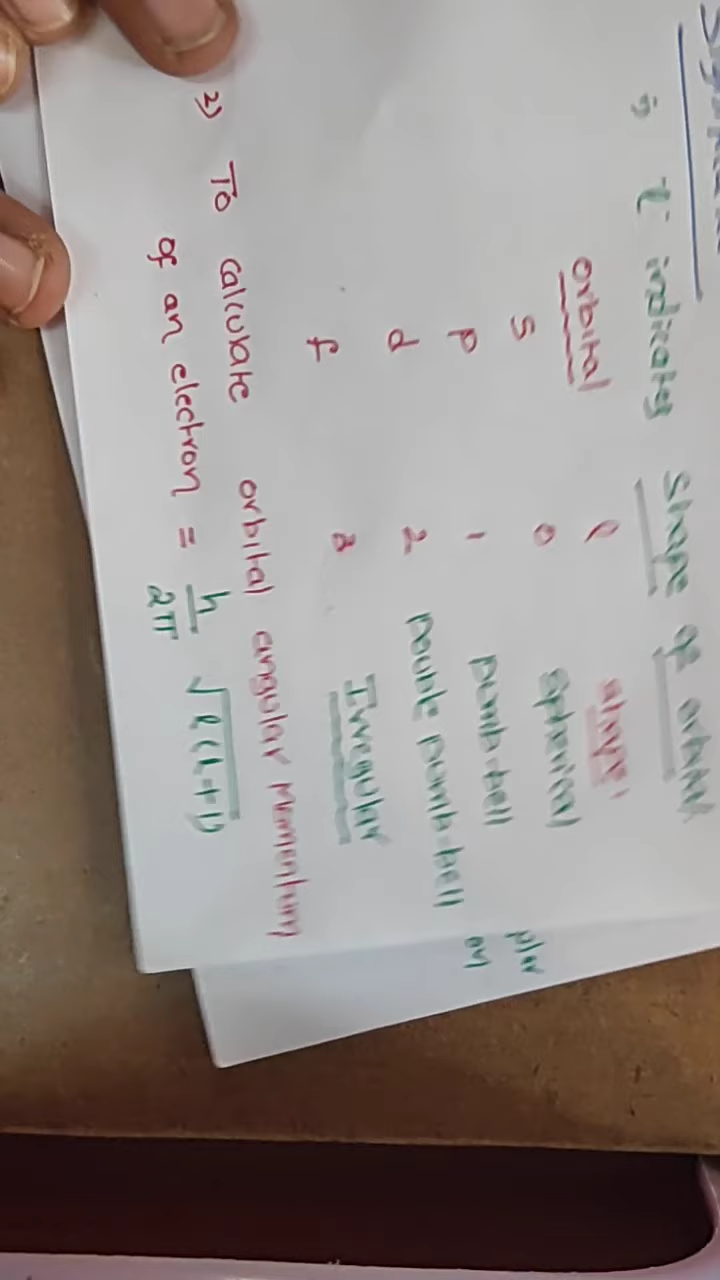 i) 'l' indicates shape of orbital
orbital l shape
s 0 spherical
p 1 Dumb-bell
d 2 Double Dumb-bell
f 3 Irregular
2) To calculate orbital angular Momentum
of an electron = h/2π √l(l+1)